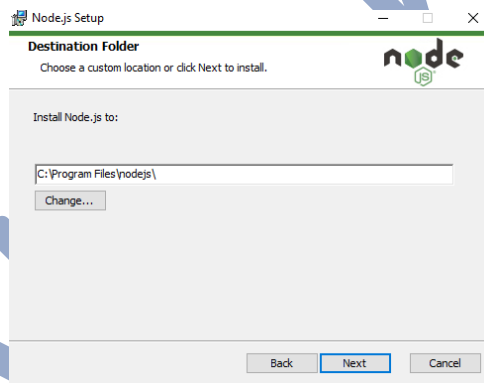 Node.js Setup
Destination Folder
Choose a custom location or click Next to install.
node
JS
Install Node.js to:
C:\Program Files\nodejs\
Change...
Back Next Cancel